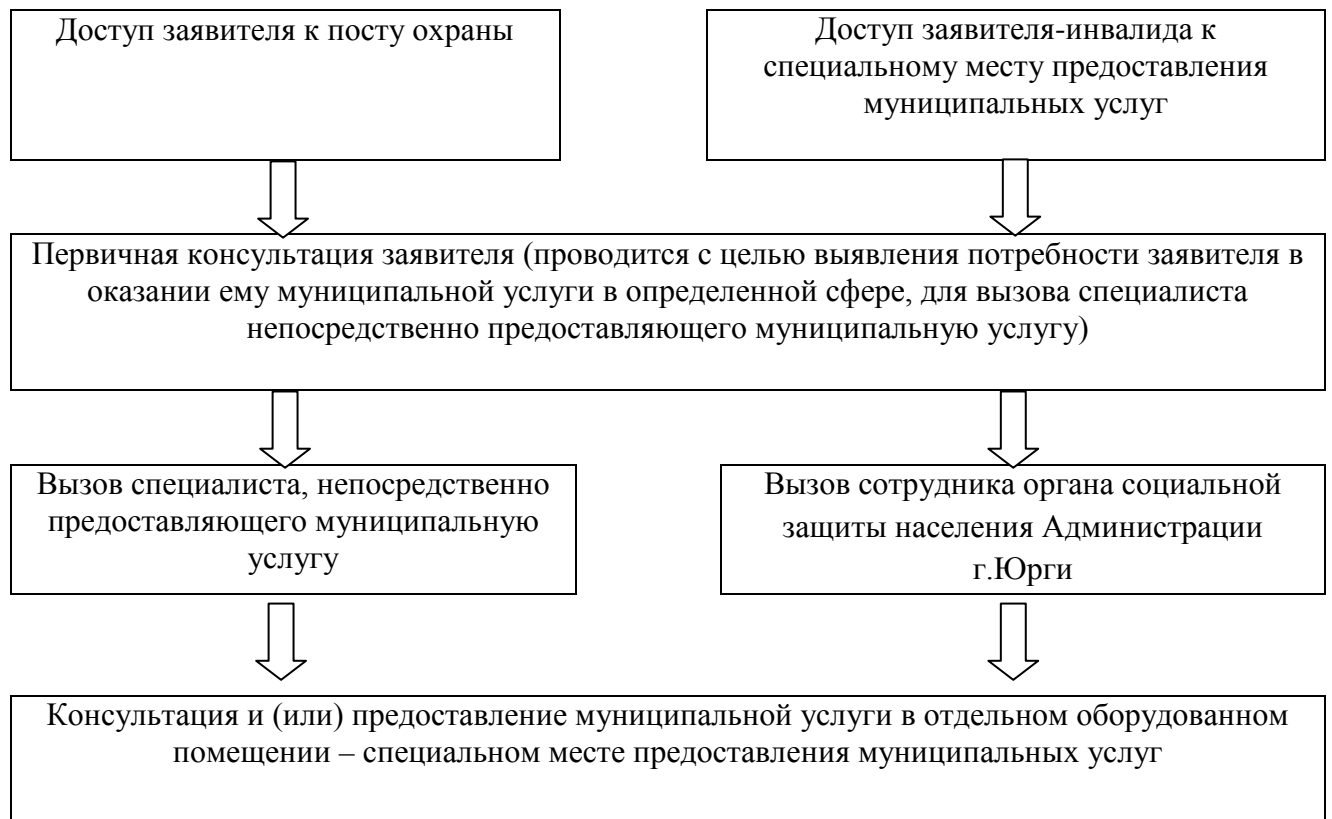 Доступ заявителя к посту охраны
Доступ заявителя-инвалида к
специальному месту предоставления
муниципальных услуг
Первичная консультация заявителя (проводится с целью выявления потребности заявителя в
оказании ему муниципальной услуги в определенной сфере, для вызова специалиста
непосредственно предоставляющего муниципальную услугу)
Вызов специалиста, непосредственно
предоставляющего муниципальную
услугу
Вызов сотрудника органа социальной
защиты населения Администрации
г.Юрги
Консультация и (или) предоставление муниципальной услуги в отдельном оборудованном
помещении – специальном месте предоставления муниципальных услуг